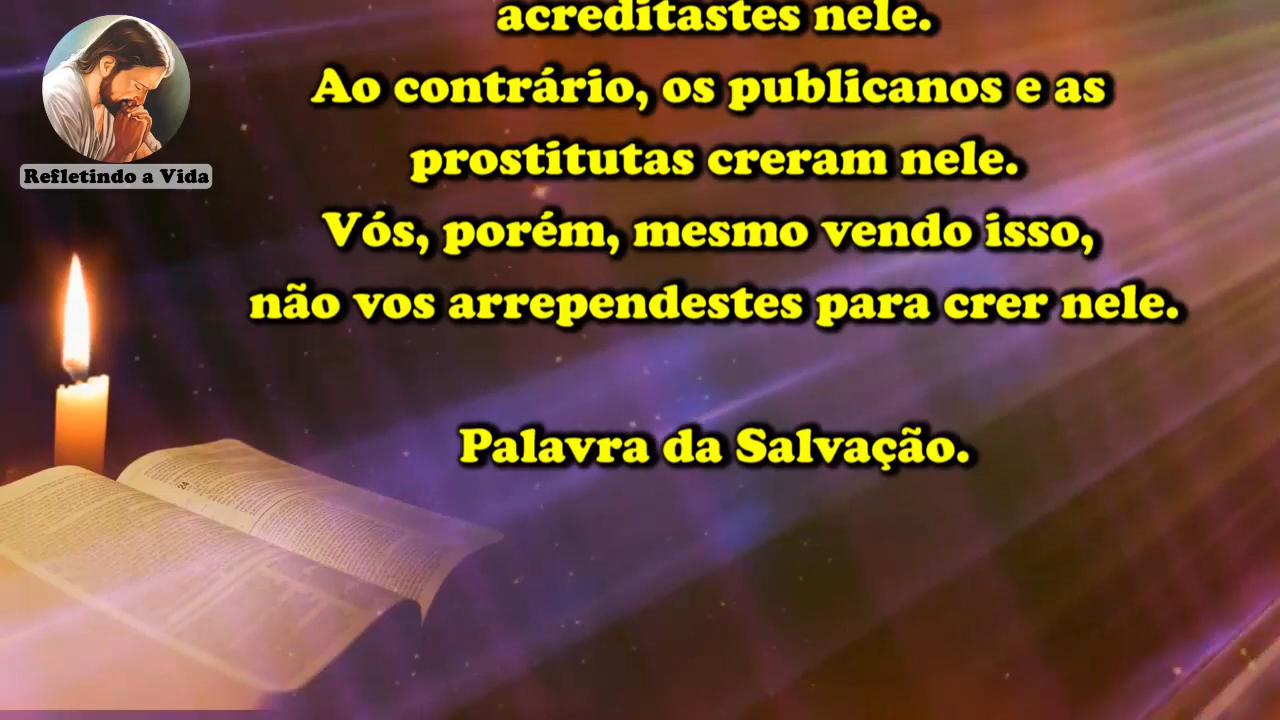 acreditastes nele.
Ao contrário, os publicanos e as
prostitutas creram nele.
Vós, porém, mesmo vendo isso,
não vos arrependestes para crer nele.
Palavra da Salvação.
Refletindo a Vida
24